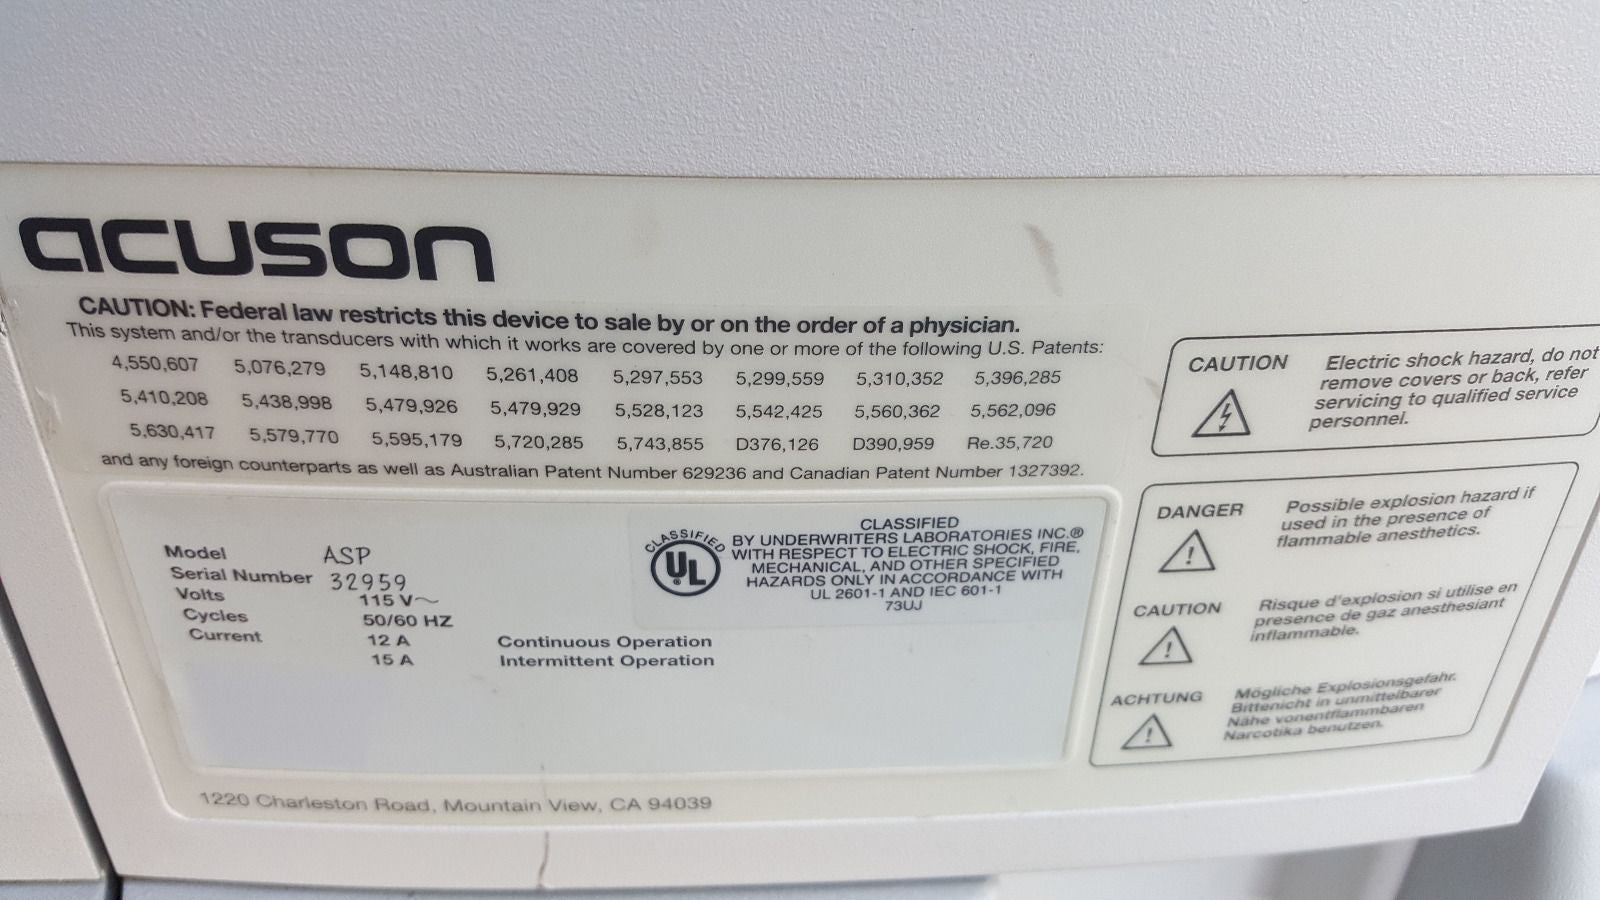 acuson
CAUTION: Federal law restricts this device to sale by or on the order of a physician.
This system and/or the transducers with which it works are covered by one or more of the following U.S. Patents:
4,550,607 5,076,279 5,148,810 5,261,408 5,297,553 5,299,559 5,310,352 5,396,285
5,410,208 5,438,998 5,479,926 5,479,929 5,528,123 5,542,425 5,560,362 5,562,096
5,630,417 5,579,770 5,595,179 5,720,285 5,743,855 D376,126 D390,959 Re.35,720
and any foreign counterparts as well as Australian Patent Number 629236 and Canadian Patent Number 1327392.
Model ASP
Serial Number 32959
Volts 115 V~
Cycles 50/60 HZ
Current 12 A Continuous Operation
15 A Intermittent Operation
CLASSIFIED
UL
®
CLASSIFIED
BY UNDERWRITERS LABORATORIES INC.®
WITH RESPECT TO ELECTRIC SHOCK, FIRE,
MECHANICAL, AND OTHER SPECIFIED
HAZARDS ONLY IN ACCORDANCE WITH
UL 2601-1 AND IEC 601-1
73UJ
1220 Charleston Road, Mountain View, CA 94039
CAUTION
Electric shock hazard, do not
remove covers or back, refer
servicing to qualified service
personnel.
DANGER
!
Possible explosion hazard if
used in the presence of
flammable anesthetics.
CAUTION
!
Risque d'explosion si utilise en
presence de gaz anesthesiant
inflammable.
ACHTUNG
!
Mögliche Explosionsgefahr.
Bittenicht in unmittelbarer
Nähe vonentflammbaren
Narcotika benutzen.